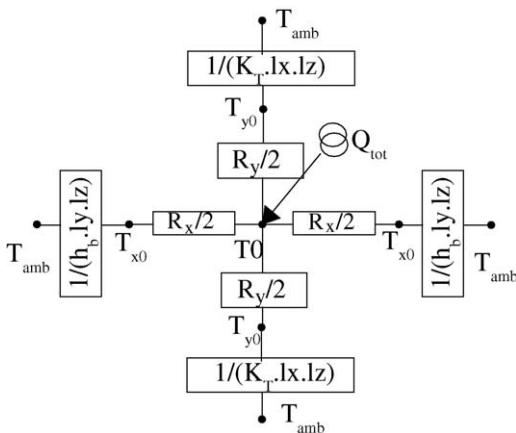 T_amb
1/(K_T.lx.lz)
T_y0
R_y/2
Q_tot
1/(h_b.ly.lz)
T_amb
T_x0
R_x/2
T0
R_x/2
T_x0
1/(h_b.ly.lz)
T_amb
R_y/2
T_y0
1/(K_T.lx.lz)
T_amb